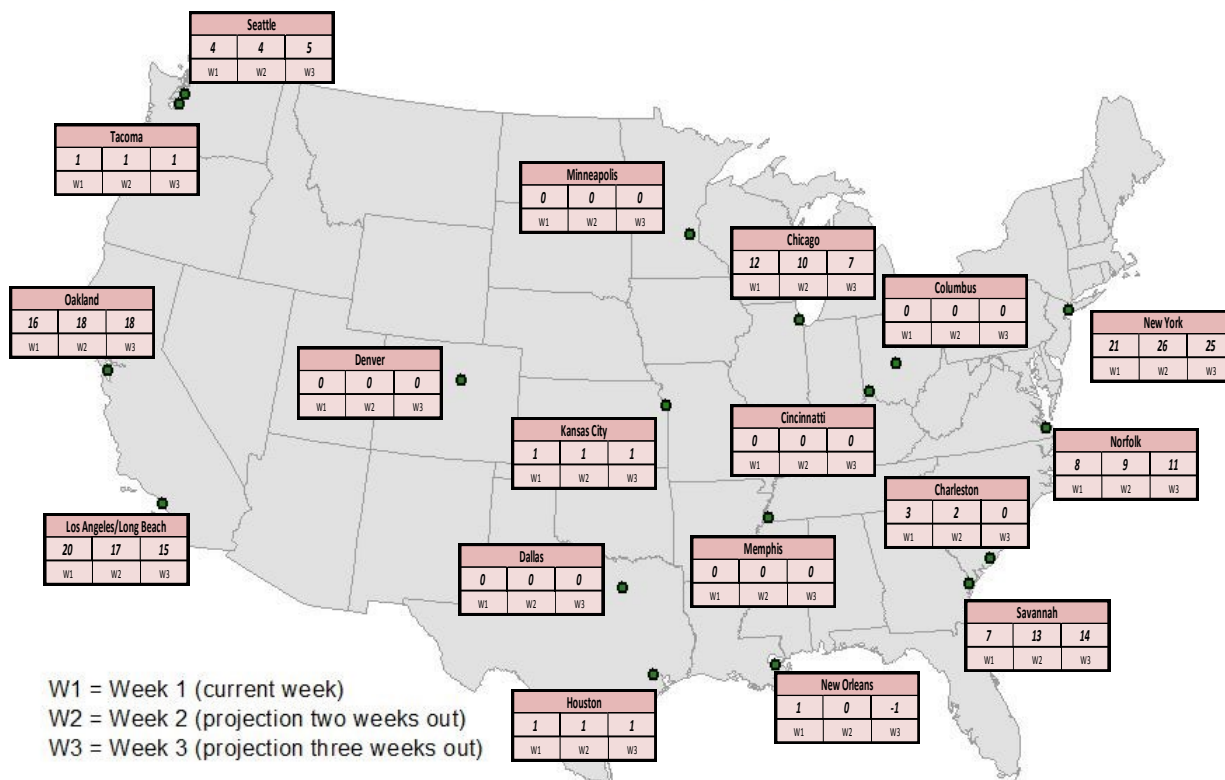 Seattle
4 4 5
W1 W2 W3
Tacoma
1 1 1
W1 W2 W3
Minneapolis
0 0 0
W1 W2 W3
Chicago
12 10 7
W1 W2 W3
Columbus
0 0 0
W1 W2 W3
Oakland
16 18 18
W1 W2 W3
New York
21 26 25
W1 W2 W3
Denver
0 0 0
W1 W2 W3
Kansas City
1 1 1
W1 W2 W3
Cincinnatti
0 0 0
W1 W2 W3
Norfolk
8 9 11
W1 W2 W3
Charleston
3 2 0
W1 W2 W3
Los Angeles/Long Beach
20 17 15
W1 W2 W3
Dallas
0 0 0
W1 W2 W3
Memphis
0 0 0
W1 W2 W3
Savannah
7 13 14
W1 W2 W3
New Orleans
1 0 -1
W1 W2 W3
Houston
1 1 1
W1 W2 W3
W1 = Week 1 (current week)
W2 = Week 2 (projection two weeks out)
W3 = Week 3 (projection three weeks out)